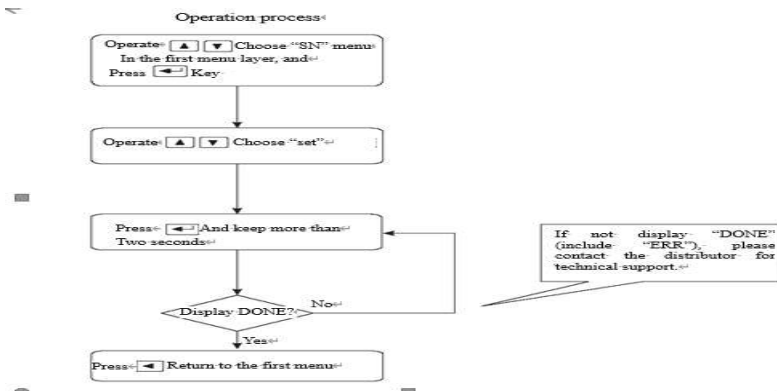 Operation process
Operate ▲ ▼ Choose “SN” menu
In the first menu layer, and
Press ↵ Key
Operate ▲ ▼ Choose “set”
Press ↵ And keep more than
Two seconds
If not display “DONE”
(include “ERR”), please
contact the distributor for
technical support.
Display DONE?
No
Yes
Press ◄ Return to the first menu